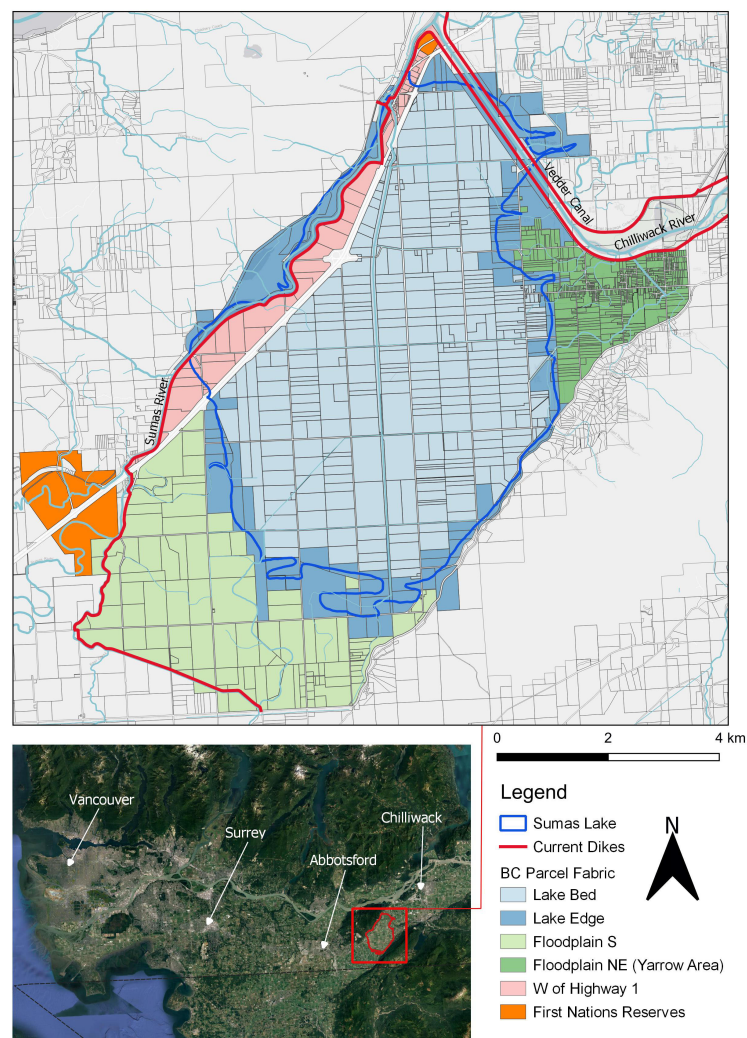 Vedder Canal
Chilliwack River
Sumas River
0 2 4 km
Vancouver
Surrey
Abbotsford
Chilliwack
Legend
Sumas Lake
Current Dikes
BC Parcel Fabric
Lake Bed
Lake Edge
Floodplain S
Floodplain NE (Yarrow Area)
W of Highway 1
First Nations Reserves
N